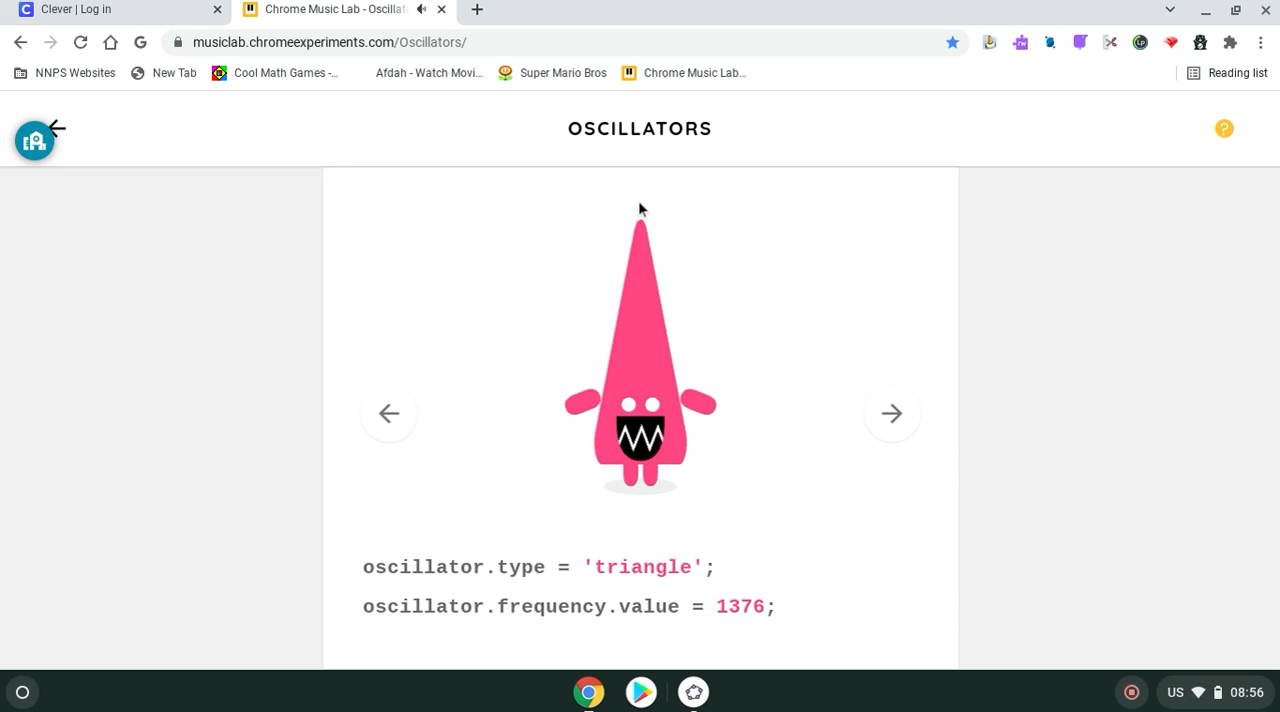 Clever | Log in
Chrome Music Lab - Oscillat
musiclab.chromeexperiments.com/Oscillators/
NNPS Websites
New Tab
Cool Math Games -...
Afdah - Watch Movi...
Super Mario Bros
Chrome Music Lab...
Reading list
OSCILLATORS
?
oscillator.type = 'triangle';
oscillator.frequency.value = 1376;
US
08:56